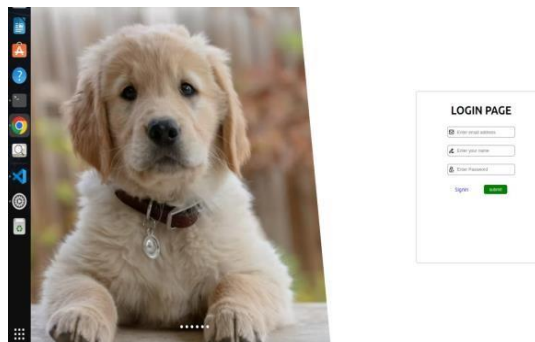 LOGIN PAGE
Enter email address
Enter your name
Enter Password
SignIn
submit